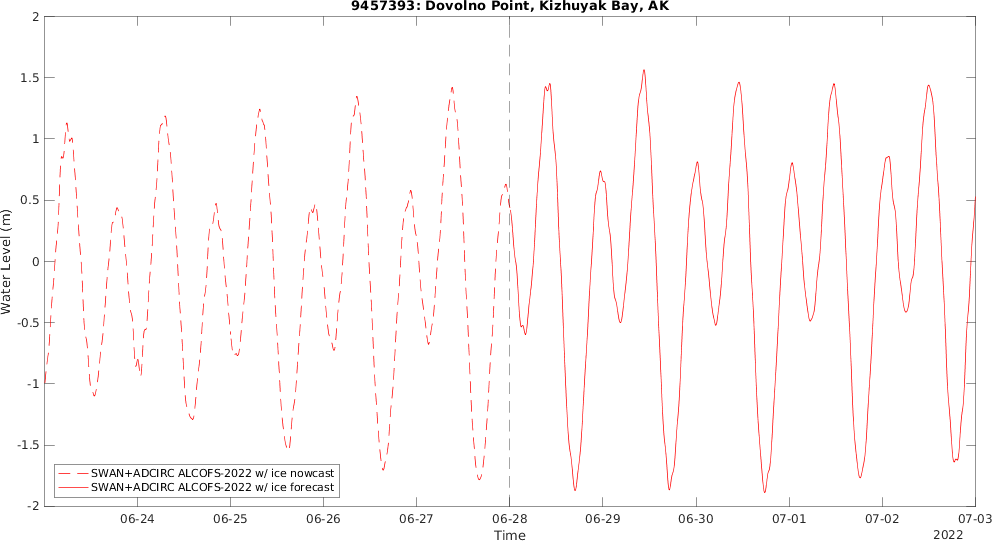 9457393: Dovolno Point, Kizhuyak Bay, AK
2
1.5
1
0.5
0
-0.5
-1
-1.5
-2
Water Level (m)
SWAN+ADCIRC ALCOFS-2022 w/ ice nowcast
SWAN+ADCIRC ALCOFS-2022 w/ ice forecast
06-24 06-25 06-26 06-27 06-28 06-29 06-30 07-01 07-02 07-03
Time
2022